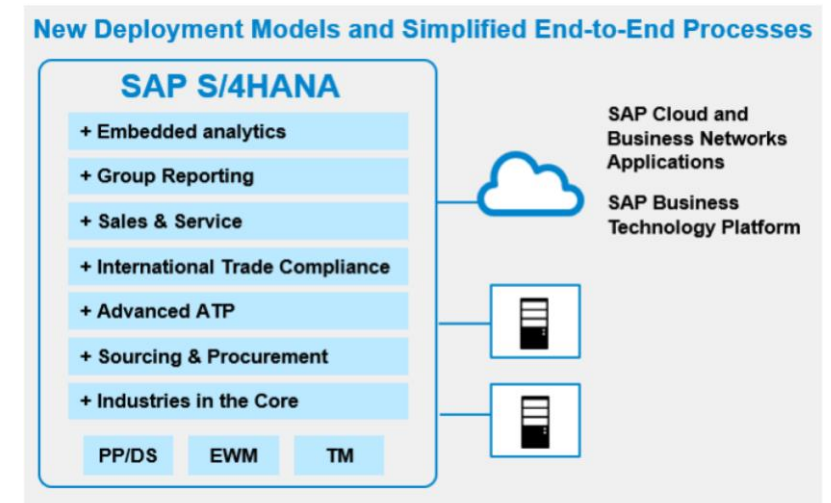 New Deployment Models and Simplified End-to-End Processes
SAP S/4HANA
+ Embedded analytics
+ Group Reporting
+ Sales & Service
+ International Trade Compliance
+ Advanced ATP
+ Sourcing & Procurement
+ Industries in the Core
PP/DS EWM TM
SAP Cloud and
Business Networks
Applications
SAP Business
Technology Platform